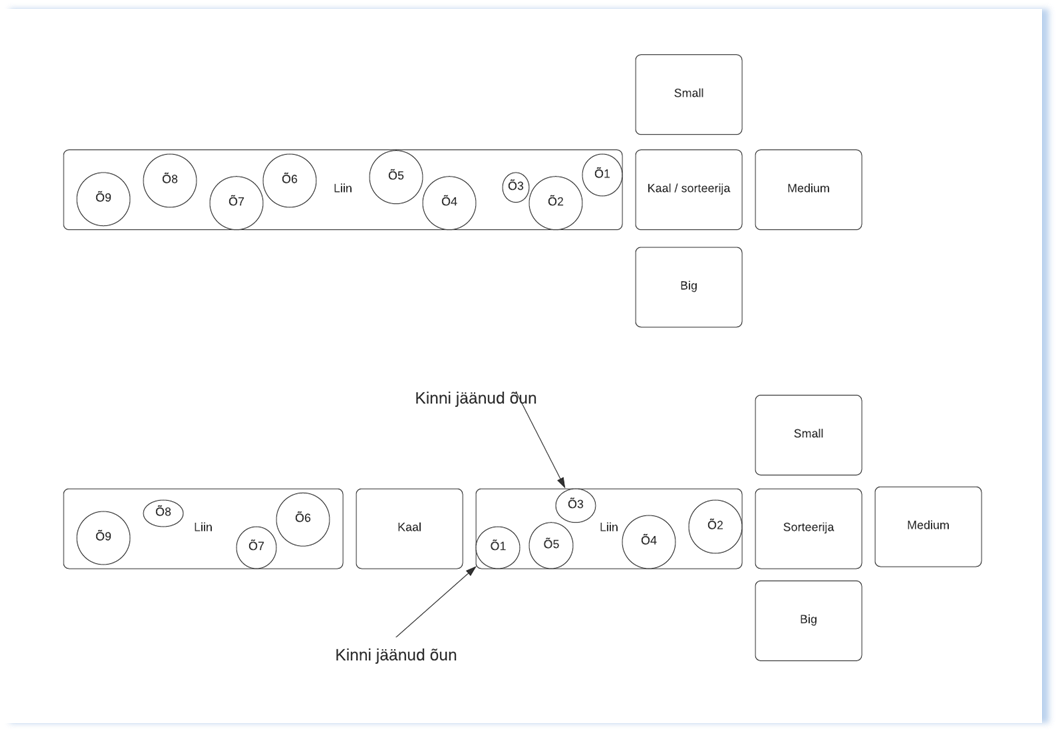 Small
Õ9
Õ8
Õ7
Õ6
Liin
Õ5
Õ4
Õ3
Õ2
Õ1
Kaal / sorteerija
Medium
Big
Kinni jäänud õun
Small
Õ9
Õ8
Liin
Õ7
Õ6
Kaal
Õ1
Õ5
Õ3
Liin
Õ4
Õ2
Sorteerija
Medium
Big
Kinni jäänud õun